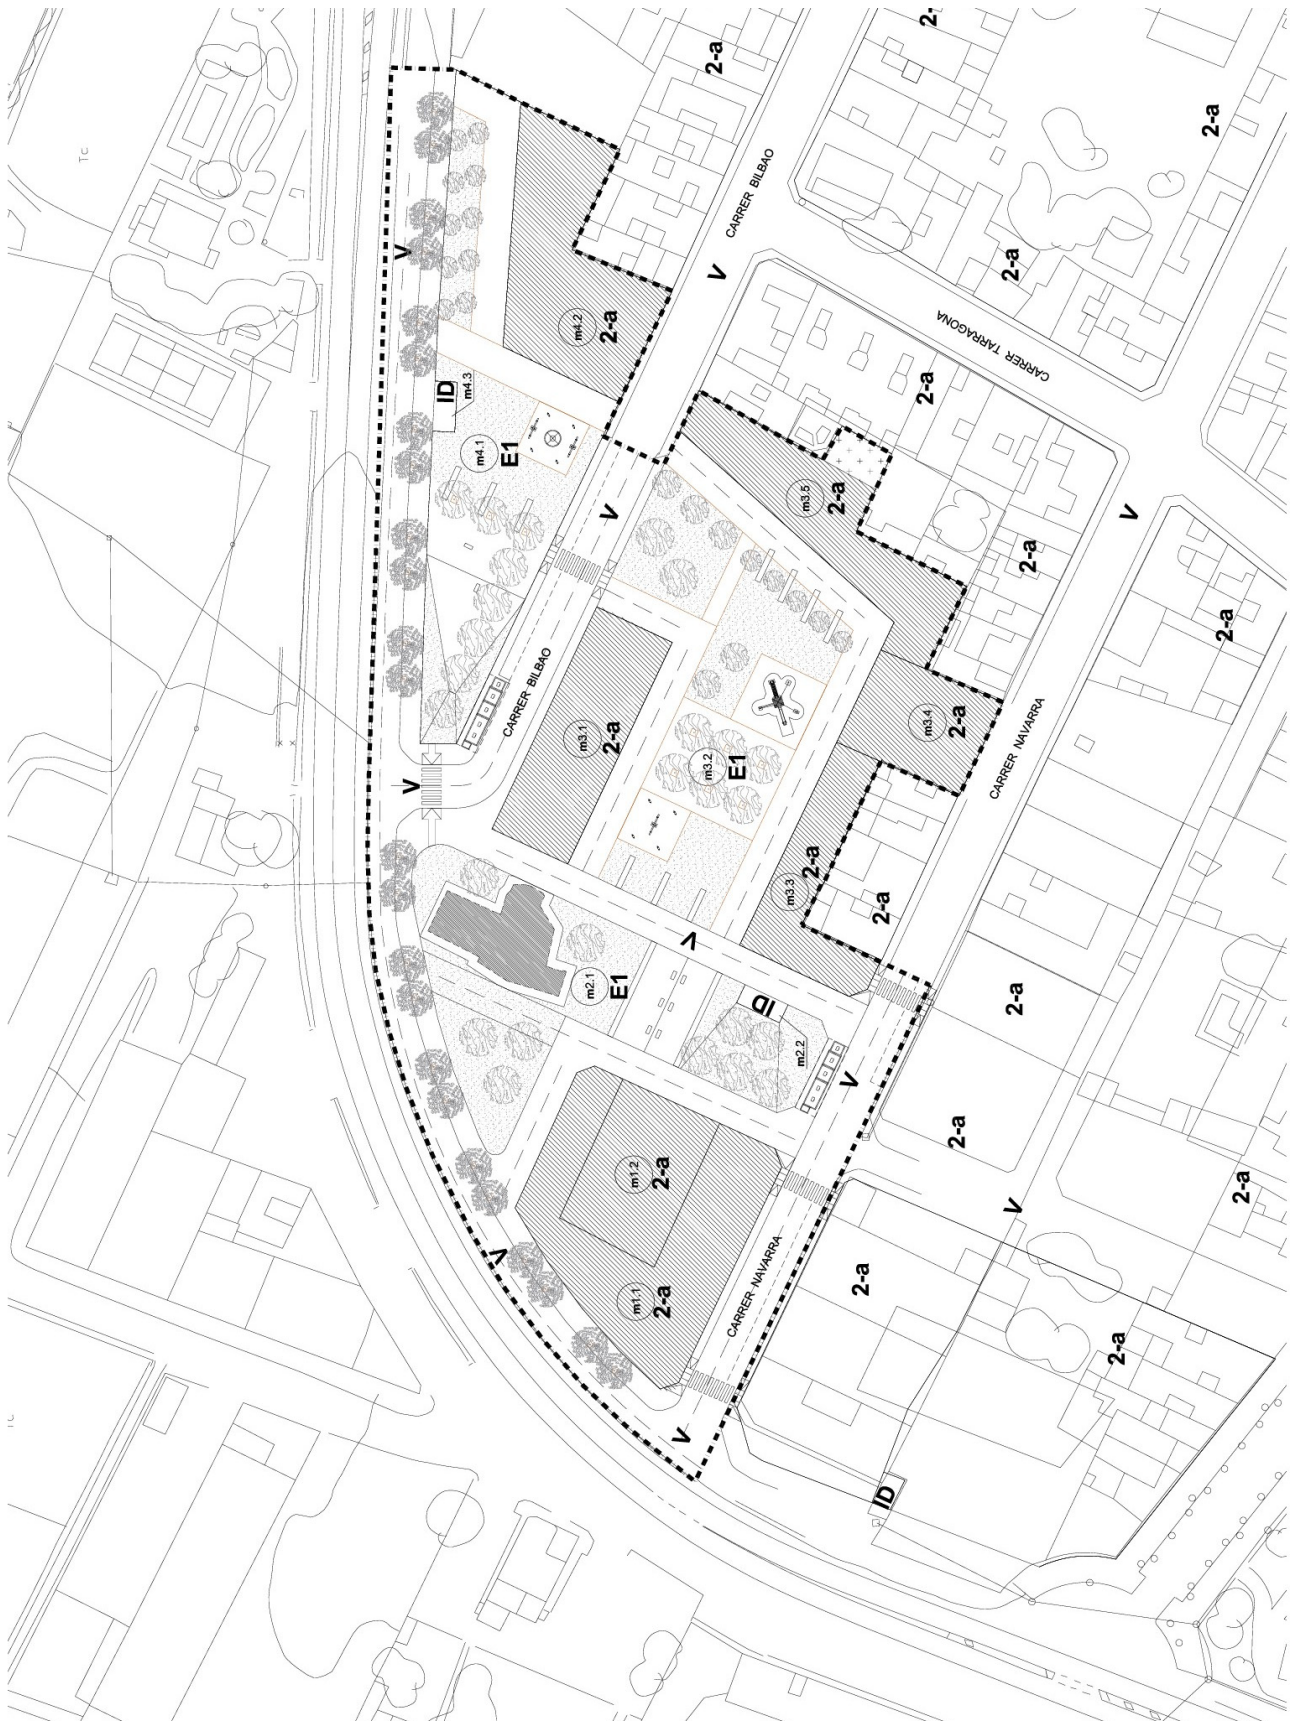 2-a
2-
2-a
Tc
CARRER BILBAO
V
V
2-a
m4.2
2-a
CARRER TARRAGONA
ID
m4.3
2-a
m4.1
E1
m3.5
2-a
V
V
2-a
2-a
CARRER BILBAO
m3.1
2-a
m3.4
2-a
CARRER NAVARRA
m3.2
E1
V
m3.3
2-a
2-a
V
m2.1
E1
ID
2-a
m2.2
V
2-a
m1.2
2-a
2-a
V
V
CARRER NAVARRA
m1.1
2-a
2-a
2-a
V
ID